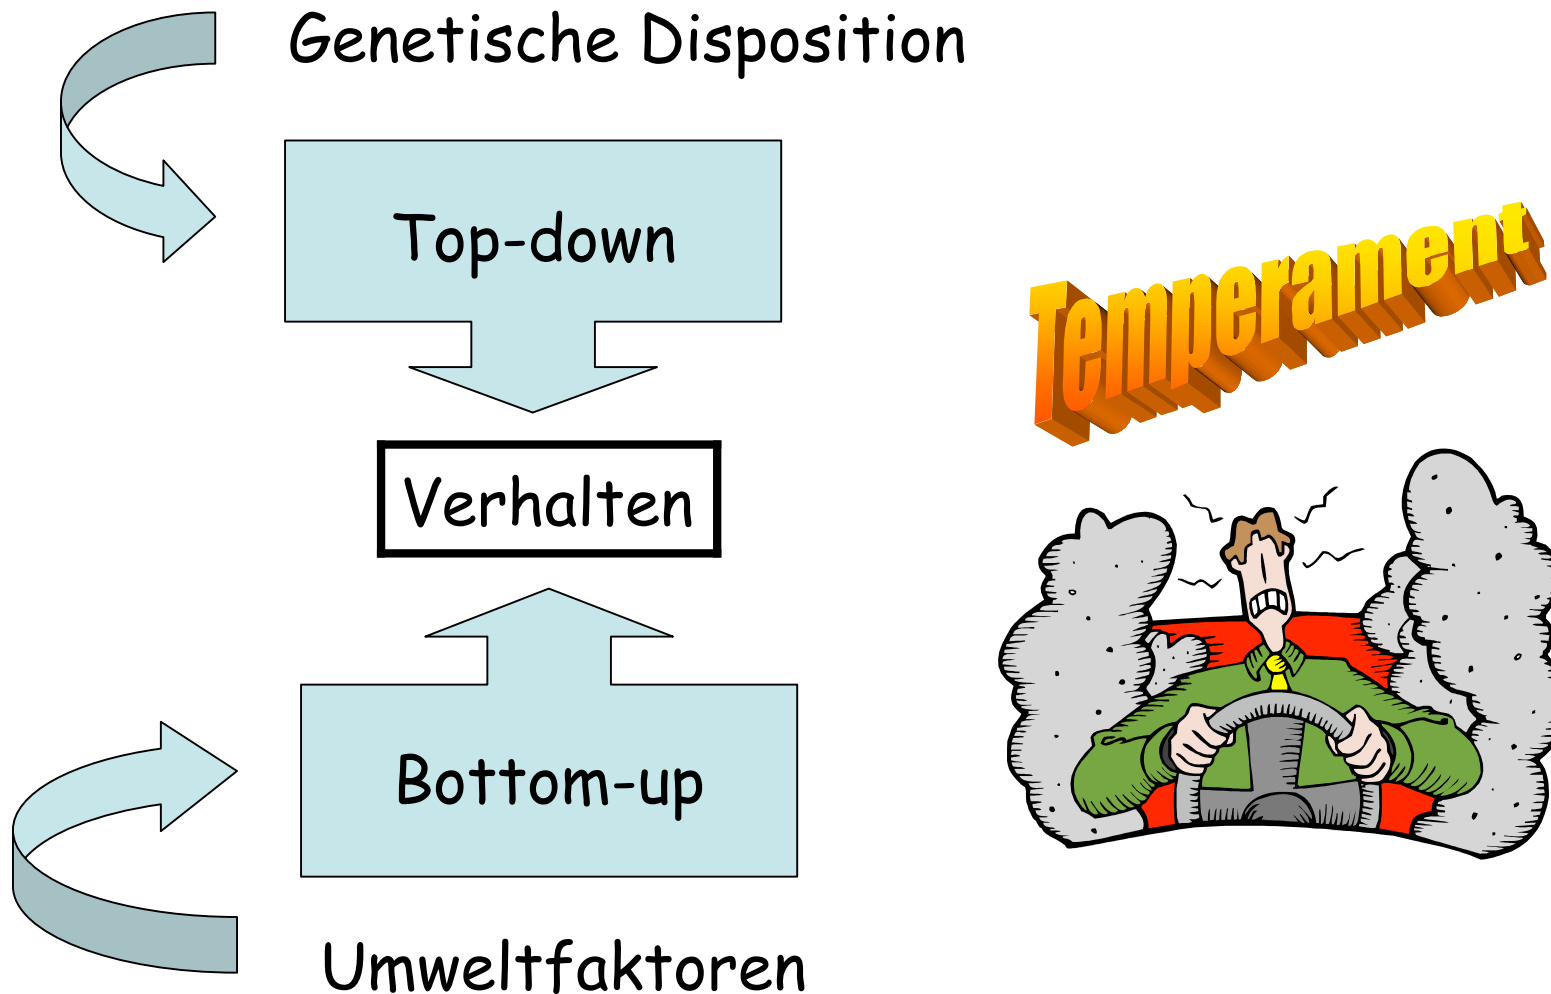 Genetische Disposition
Top-down
Temperament
Verhalten
Bottom-up
Umweltfaktoren